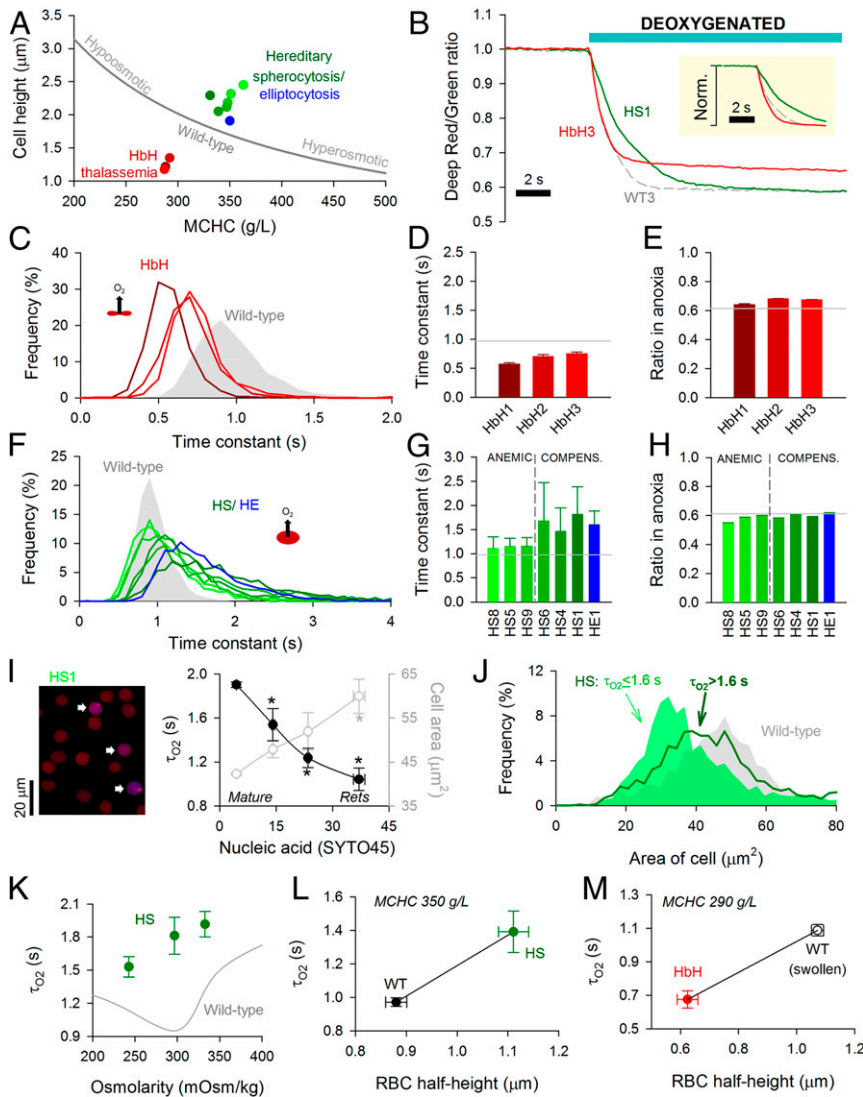 A
Cell height (μm)
3.5
3.0
2.5
2.0
1.5
1.0
Hypoosmotic
Hereditary
spherocytosis/
elliptocytosis
Wild-type
Hyperosmotic
HbH
thalassemia
200 250 300 350 400 450 500
MCHC (g/L)
B
DEOXYGENATED
Deep Red/Green ratio
1.1
1.0
0.9
0.8
0.7
0.6
0.5
HS1
HbH3
WT3
2 s
Norm.
2 s
C
Frequency (%)
40
30
20
10
0
HbH
O2
Wild-type
0.0 0.5 1.0 1.5 2.0
Time constant (s)
D
Time constant (s)
2.5
2.0
1.5
1.0
0.5
0.0
HbH1
HbH2
HbH3
E
Ratio in anoxia
1.0
0.8
0.6
0.4
0.2
0.0
HbH1
HbH2
HbH3
F
Frequency (%)
25
20
15
10
5
0
Wild-type
HS/ HE
O2
0 1 2 3 4
Time constant (s)
G
ANEMIC COMPENS.
Time constant (s)
3.0
2.5
2.0
1.5
1.0
0.5
0.0
HS8
HS5
HS9
HS6
HS4
HS1
HE1
H
ANEMIC COMPENS.
Ratio in anoxia
1.0
0.8
0.6
0.4
0.2
0.0
HS8
HS5
HS9
HS6
HS4
HS1
HE1
I
HS1
20 μm
τO2 (s)
2.0
1.6
1.2
0.8
* * *
*
Mature Rets
Cell area (μm2)
65
60
55
50
45
40
35
0 15 30 45
Nucleic acid (SYTO45)
J
Frequency (%)
12
8
4
0
HS: τO2≤1.6 s
τO2>1.6 s
Wild-type
0 20 40 60 80
Area of cell (μm2)
K
τO2 (s)
2.1
1.8
1.5
1.2
0.9
HS
Wild-type
200 250 300 350 400
Osmolarity (mOsm/kg)
L
MCHC 350 g/L
τO2 (s)
1.6
1.4
1.2
1.0
0.8
WT
HS
0.8 0.9 1.0 1.1 1.2
RBC half-height (μm)
M
MCHC 290 g/L
τO2 (s)
1.3
1.1
0.9
0.7
0.5
HbH
WT
(swollen)
0.4 0.6 0.8 1.0 1.2
RBC half-height (μm)